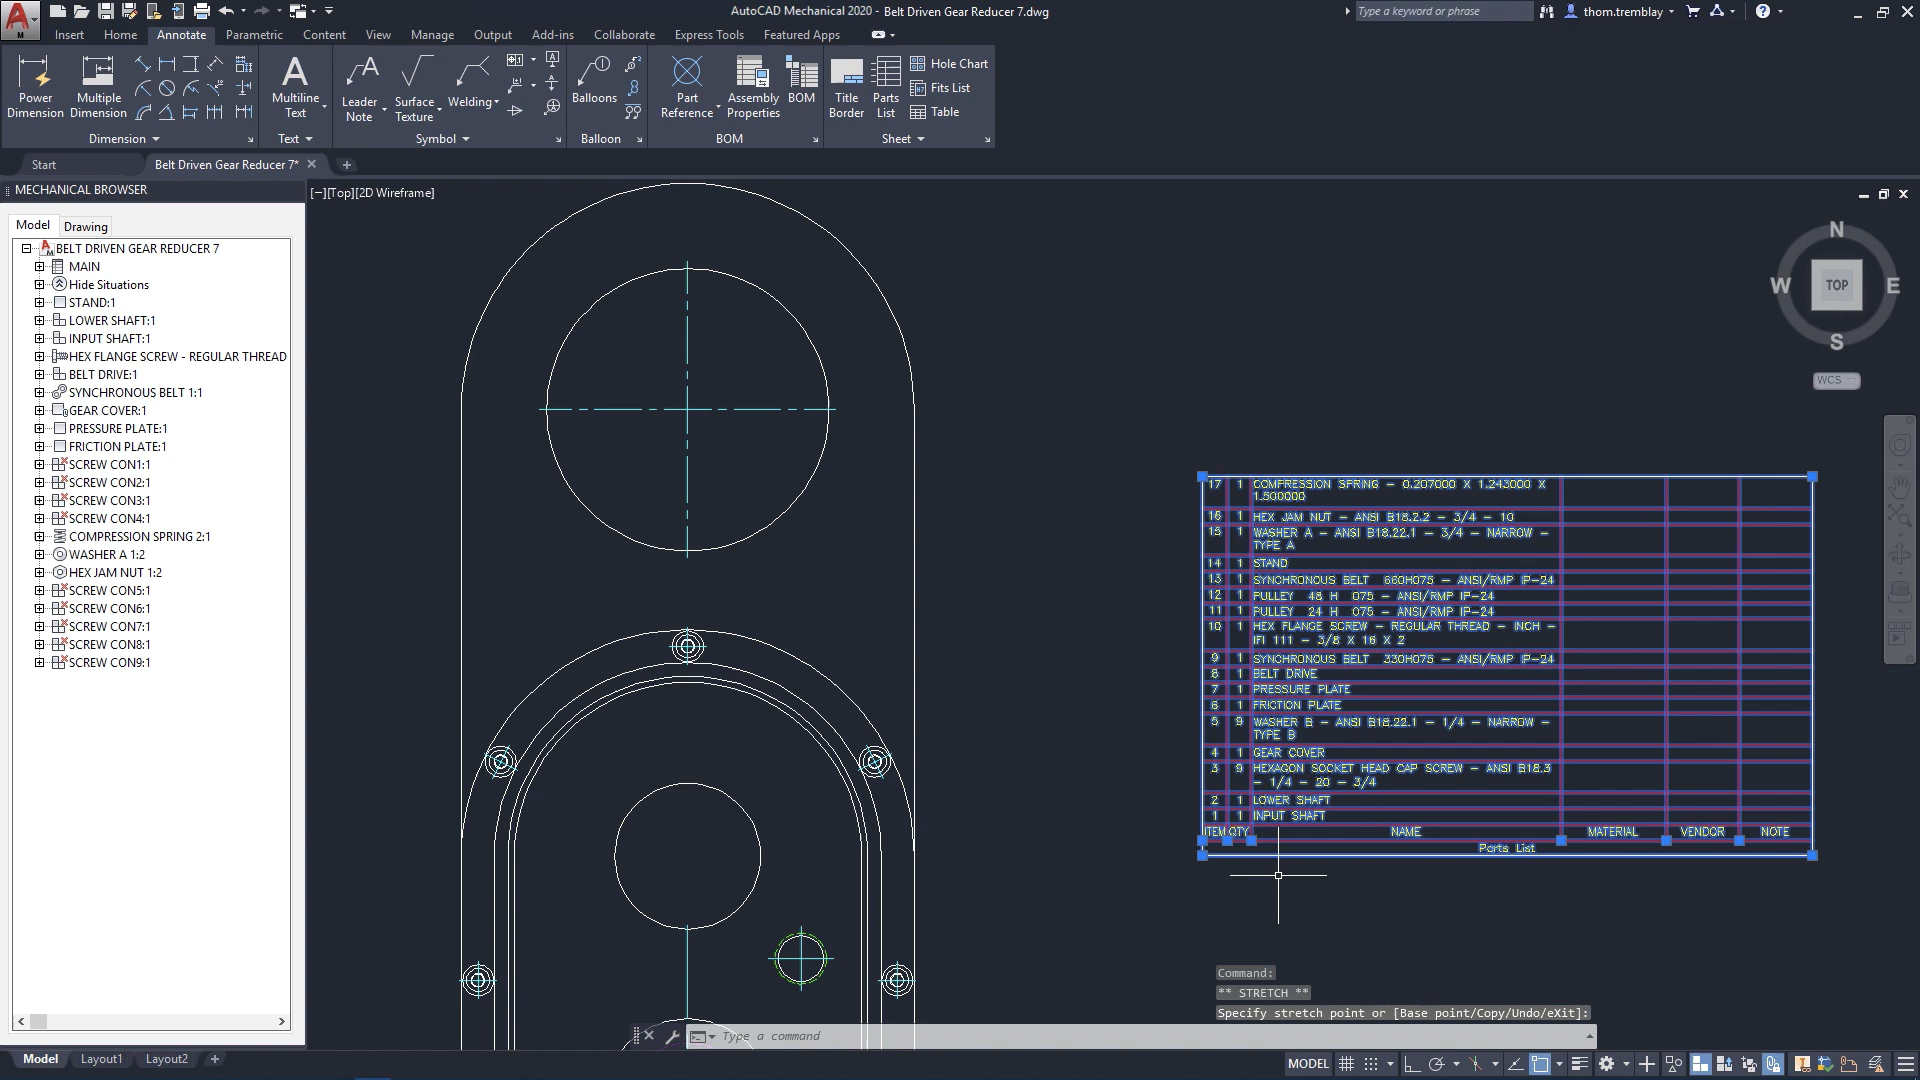 AutoCAD Mechanical 2020 - Belt Driven Gear Reducer 7.dwg
Type a keyword or phrase
thom.tremblay
M
Insert
Home
Annotate
Parametric
Content
View
Manage
Output
Add-ins
Collaborate
Express Tools
Featured Apps
Power
Dimension
Multiple
Dimension
Multiline
Text
Leader
Note
Surface
Texture
Welding
Balloons
Part
Reference
Assembly
Properties
BOM
Title
Border
Parts
List
Hole Chart
Fits List
Table
Dimension
Text
Symbol
Balloon
BOM
Sheet
Start
Belt Driven Gear Reducer 7*
MECHANICAL BROWSER
[−][Top][2D Wireframe]
Model
Drawing
BELT DRIVEN GEAR REDUCER 7
MAIN
Hide Situations
STAND:1
LOWER SHAFT:1
INPUT SHAFT:1
HEX FLANGE SCREW - REGULAR THREAD
BELT DRIVE:1
SYNCHRONOUS BELT 1:1
GEAR COVER:1
PRESSURE PLATE:1
FRICTION PLATE:1
SCREW CON1:1
SCREW CON2:1
SCREW CON3:1
SCREW CON4:1
COMPRESSION SPRING 2:1
WASHER A 1:2
HEX JAM NUT 1:2
SCREW CON5:1
SCREW CON6:1
SCREW CON7:1
SCREW CON8:1
SCREW CON9:1
N
W
TOP
E
S
WCS
17 1 COMPRESSION SPRING - 0.207000 X 1.243000 X
1.500000
16 1 HEX JAM NUT - ANSI B18.2.2 - 3/4 - 10
15 1 WASHER A - ANSI B18.22.1 - 3/4 - NARROW -
TYPE A
14 1 STAND
13 1 SYNCHRONOUS BELT 660H075 - ANSI/RMP IP-24
12 1 PULLEY 48 H 075 - ANSI/RMP IP-24
11 1 PULLEY 24 H 075 - ANSI/RMP IP-24
10 1 HEX FLANGE SCREW - REGULAR THREAD - INCH -
IFI 111 - 3/8 X 16 X 2
9 1 SYNCHRONOUS BELT 330H075 - ANSI/RMP IP-24
8 1 BELT DRIVE
7 1 PRESSURE PLATE
6 1 FRICTION PLATE
5 9 WASHER B - ANSI B18.22.1 - 1/4 - NARROW -
TYPE B
4 1 GEAR COVER
3 9 HEXAGON SOCKET HEAD CAP SCREW - ANSI B18.3
- 1/4 - 20 - 3/4
2 1 LOWER SHAFT
1 1 INPUT SHAFT
ITEM QTY NAME MATERIAL VENDOR NOTE
Parts List
Command:
** STRETCH **
Specify stretch point or [Base point/Copy/Undo/eXit]:
Type a command
Model
Layout1
Layout2
MODEL